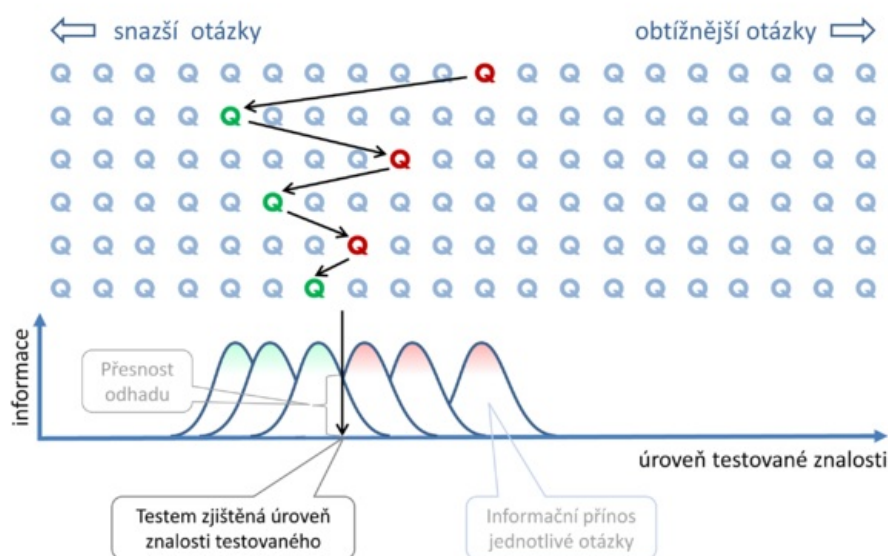 snazší otázky obtížnější otázky
Q Q Q Q Q Q Q Q Q Q Q Q Q Q Q Q Q Q Q Q
Q Q Q Q Q Q Q Q Q Q Q Q Q Q Q Q Q Q Q Q
Q Q Q Q Q Q Q Q Q Q Q Q Q Q Q Q Q Q Q Q
Q Q Q Q Q Q Q Q Q Q Q Q Q Q Q Q Q Q Q Q
Q Q Q Q Q Q Q Q Q Q Q Q Q Q Q Q Q Q Q Q
Q Q Q Q Q Q Q Q Q Q Q Q Q Q Q Q Q Q Q Q
informace
Přesnost
odhadu
úroveň testované znalosti
Testem zjištěná úroveň
znalosti testovaného
Informační přínos
jednotlivé otázky